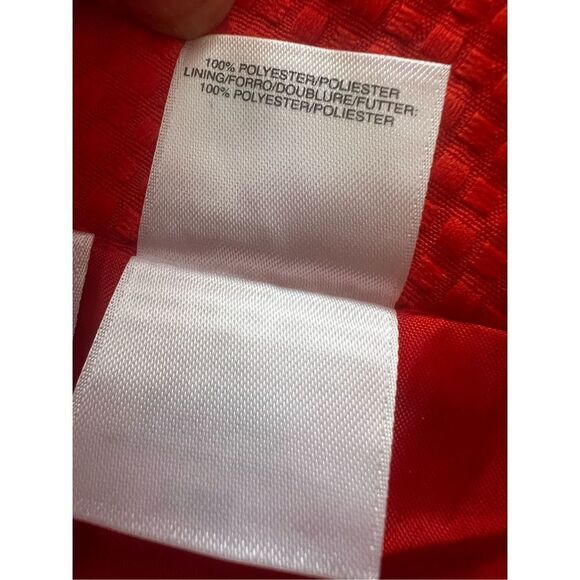 100% POLYESTER/POLIESTER
LINING/FORRO/DOUBLURE/FUTTER:
100% POLYESTER/POLIESTER